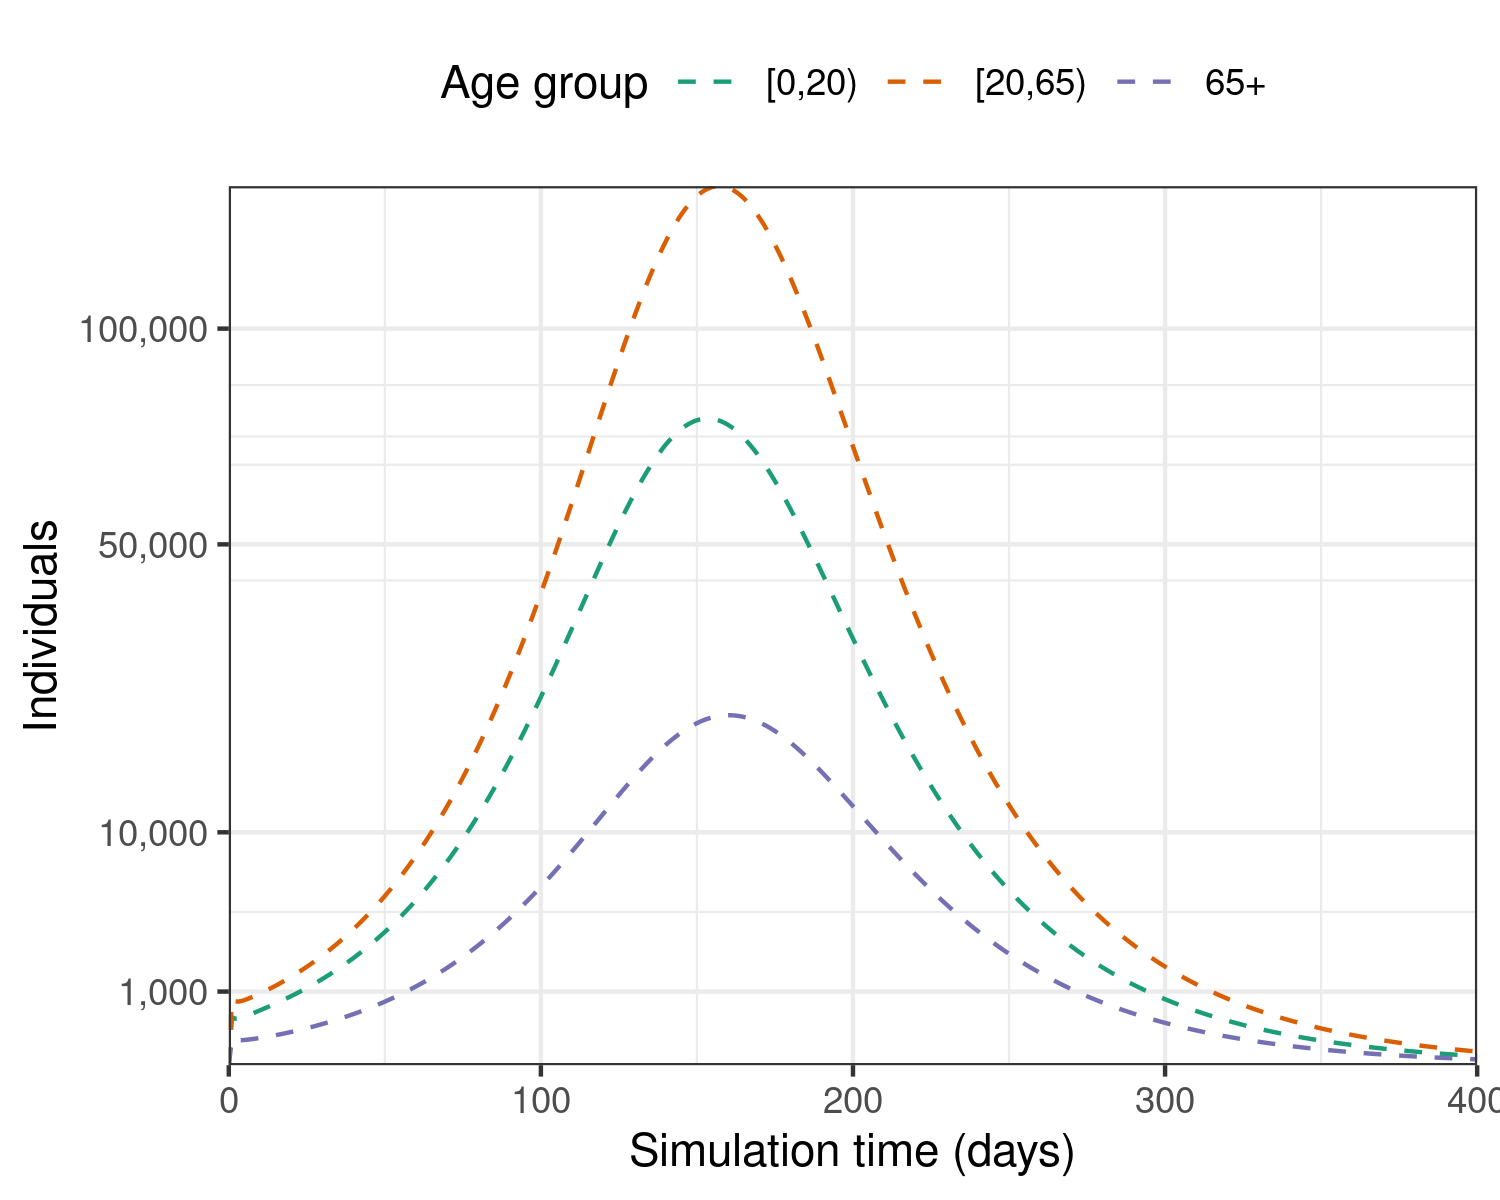 Age group [0,20) [20,65) 65+
100,000
50,000
10,000
1,000
Individuals
0 100 200 300 400
Simulation time (days)